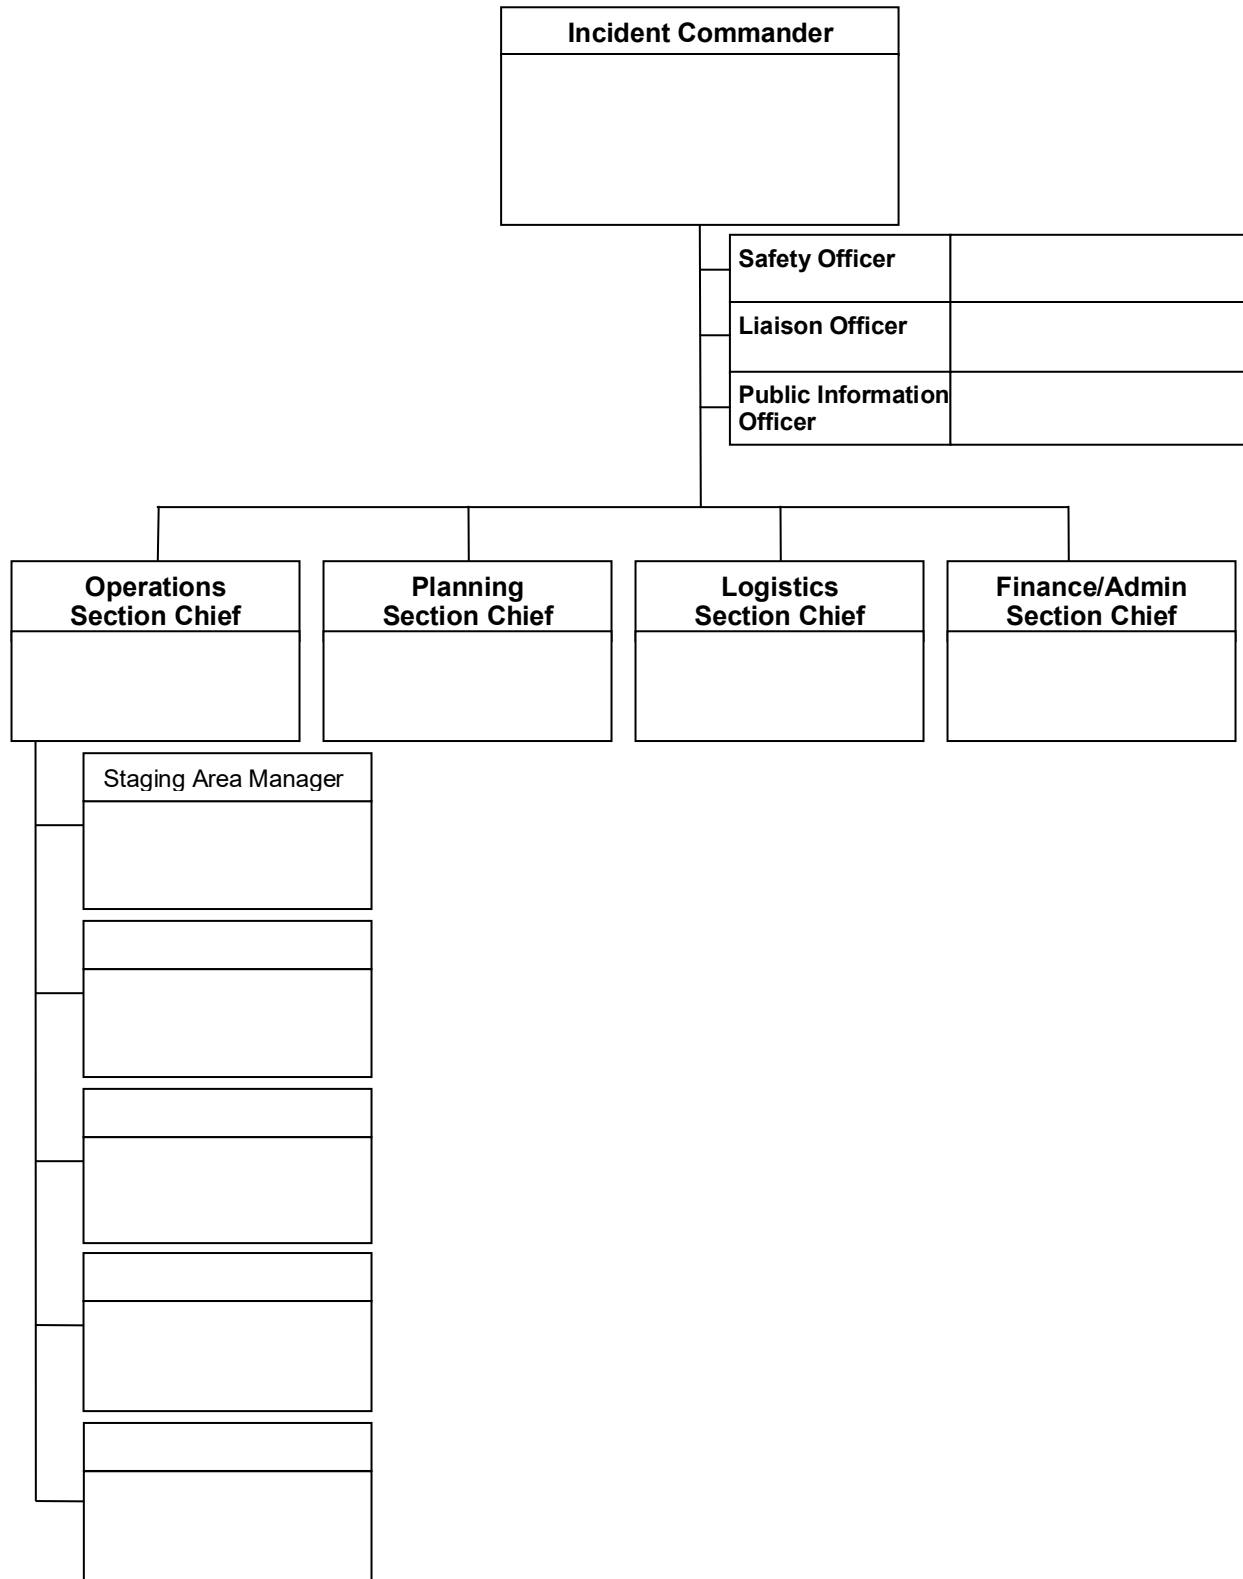 Incident Commander
Safety Officer
Liaison Officer
Public Information
Officer
Operations
Section Chief
Planning
Section Chief
Logistics
Section Chief
Finance/Admin
Section Chief
Staging Area Manager